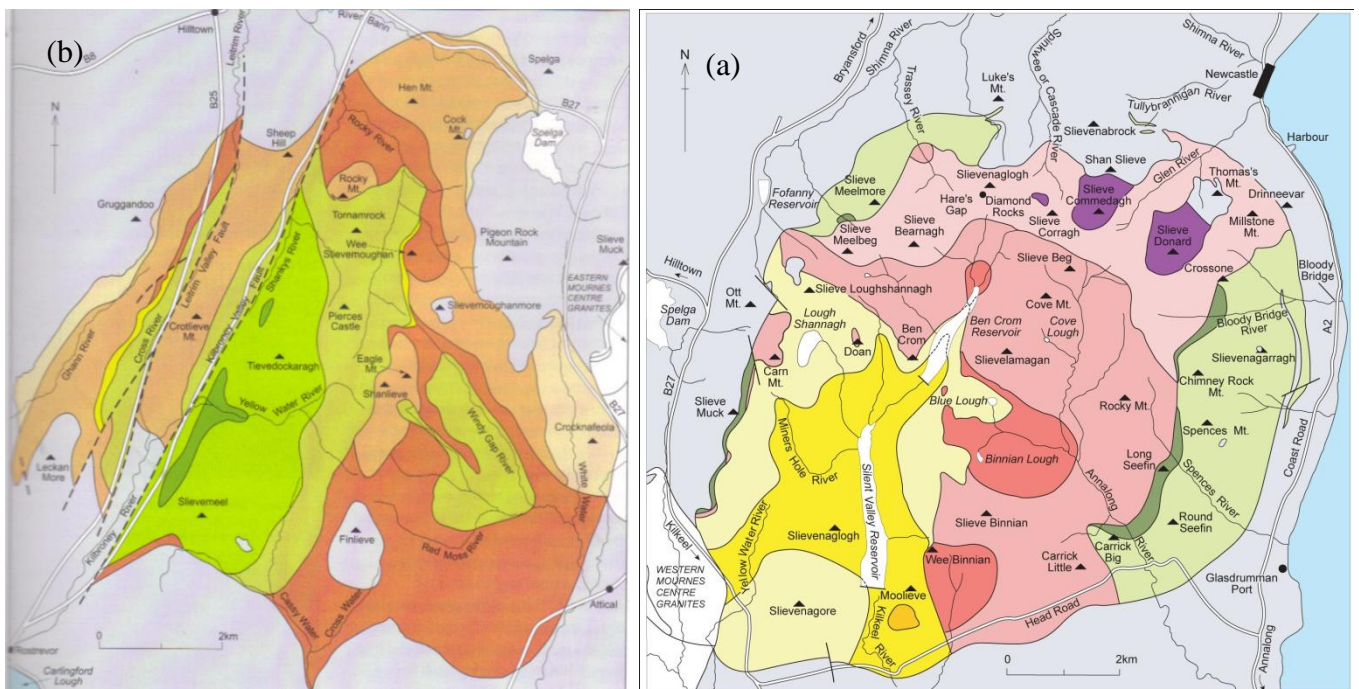 (b)
Hilltown
Leitrim River
River Bann
B8
B25
Spelga
B27
Hen Mt.
Cock Mt.
Spelga
Dam
N
Rocky River
Sheep
Hill
Rocky Mt.
Gruggandoo
Tornamrock
Wee
Slievemoughan
Pigeon Rock
Mountain
Slieve
Muck
EASTERN
MOURNES
CENTRE
GRANITES
Leitrim Valley Fault
Shankys River
Kilbroney Valley Fault
Ghann River
Cross River
Crotlieve Mt.
Pierces
Castle
Slievemoughanmore
Eagle
Mt.
Shanlieve
Tievedockaragh
Yellow Water River
Windy Gap River
B27
Crocknafeola
Leckan
More
Slievemeel
Kilbroney
River
White Water
Finlieve
Red Moss River
Cassy Water
Cross Water
Attical
0
2km
Rostrevor
Carlingford
Lough
(a)
Bryansford
Shimna River
Trassey River
Luke's
Mt.
Spinkwee or
Cascade River
Shimna
River
Newcastle
Tullybrannigan River
N
Slievenabrock
Harbour
Shan Slieve
Glen River
Slieve
Meelmore
Slievenaglogh
Slieve
Commedagh
Thomas's
Mt.
Drinneevar
Fofanny
Reservoir
Hare's
Gap
Diamond
Rocks
Slieve
Corragh
Millstone
Mt.
Slieve
Meelbeg
Slieve
Bearnagh
Slieve
Donard
Hilltown
Slieve Beg
Crossone
Bloody
Bridge
Ott
Mt.
Slieve Loughshannagh
Cove Mt.
Bloody Bridge
River
A2
Spelga
Dam
Lough
Shannagh
Ben Crom
Reservoir
Cove
Lough
Doan
Ben
Crom
Slievelamagan
Slievenagarragh
Carn
Mt.
Chimney Rock
Mt.
B27
Blue Lough
Rocky Mt.
Slieve
Muck
Miners Hole
River
Spences Mt.
Coast Road
Binnian Lough
Long
Seefin
Spences River
Silent Valley Reservoir
Annalong
River
Slieve Binnian
Round
Seefin
Kilkeel
Yellow Water River
Slievenaglogh
Carrick
Big
Carrick
Little
Wee Binnian
Glasdrumman
Port
WESTERN
MOURNES
CENTRE
GRANITES
Moolieve
Slievenagore
Kilkeel
River
Head Road
Annalong
0
2km